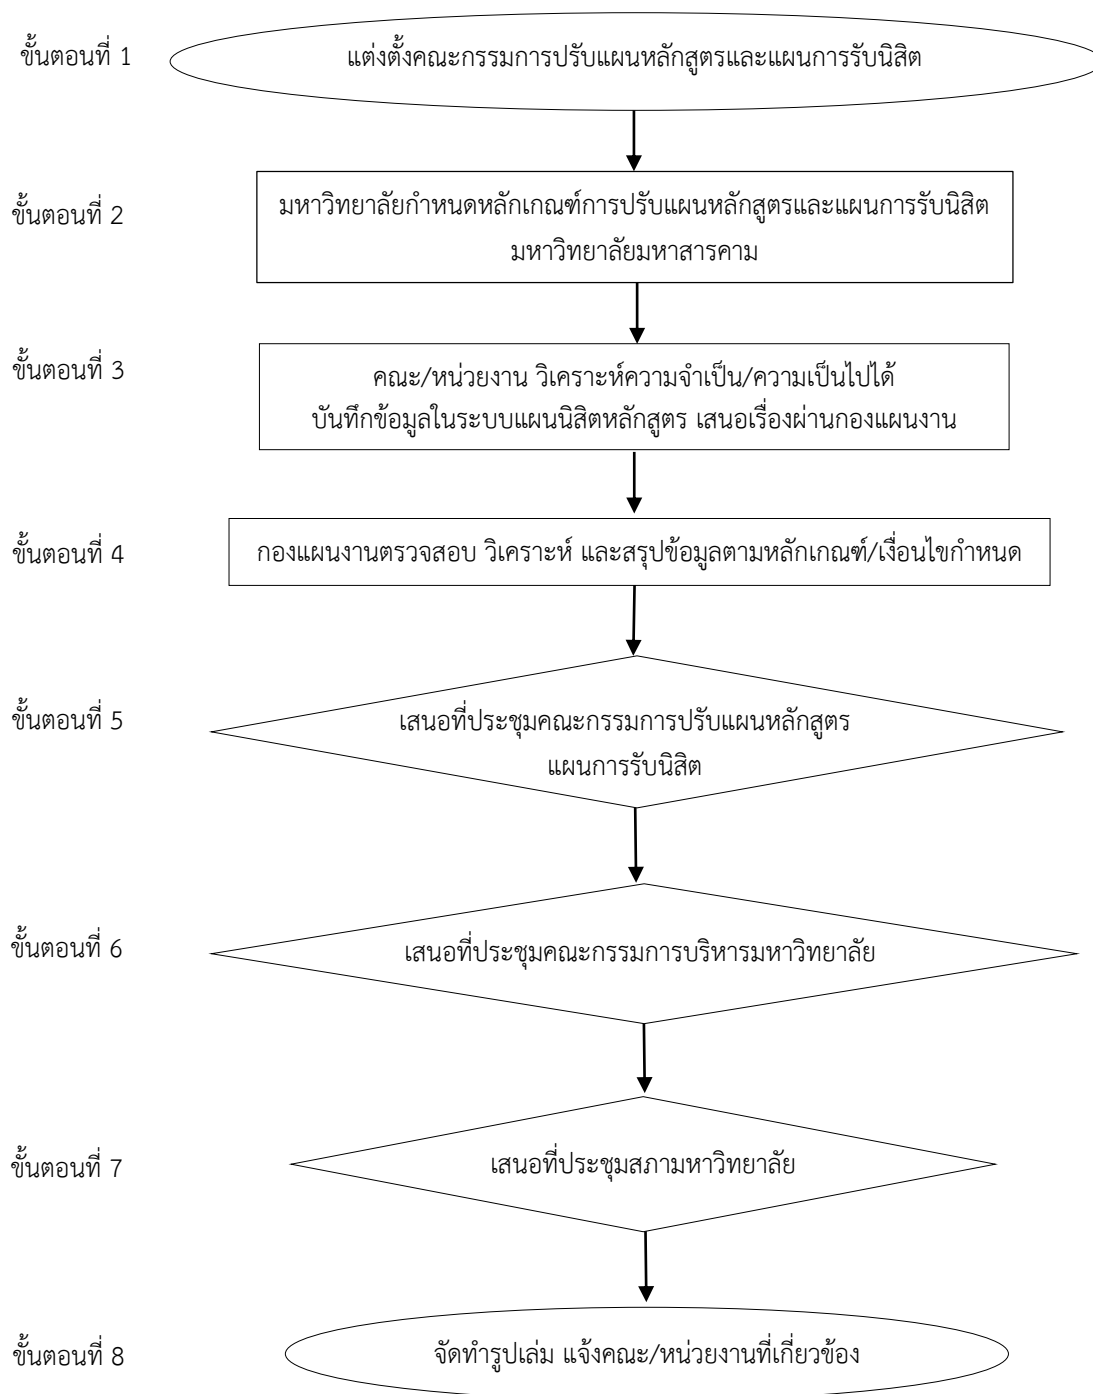 ขั้นตอนที่ 1
แต่งตั้งคณะกรรมการปรับแผนหลักสูตรและแผนการรับนิสิต
ขั้นตอนที่ 2
มหาวิทยาลัยกำหนดหลักเกณฑ์การปรับแผนหลักสูตรและแผนการรับนิสิต
มหาวิทยาลัยมหาสารคาม
ขั้นตอนที่ 3
คณะ/หน่วยงาน วิเคราะห์ความจำเป็น/ความเป็นไปได้
บันทึกข้อมูลในระบบแผนนิสิตหลักสูตร เสนอเรื่องผ่านกองแผนงาน
ขั้นตอนที่ 4
กองแผนงานตรวจสอบ วิเคราะห์ และสรุปข้อมูลตามหลักเกณฑ์/เงื่อนไขกำหนด
ขั้นตอนที่ 5
เสนอที่ประชุมคณะกรรมการปรับแผนหลักสูตร
แผนการรับนิสิต
ขั้นตอนที่ 6
เสนอที่ประชุมคณะกรรมการบริหารมหาวิทยาลัย
ขั้นตอนที่ 7
เสนอที่ประชุมสภามหาวิทยาลัย
ขั้นตอนที่ 8
จัดทำรูปเล่ม แจ้งคณะ/หน่วยงานที่เกี่ยวข้อง